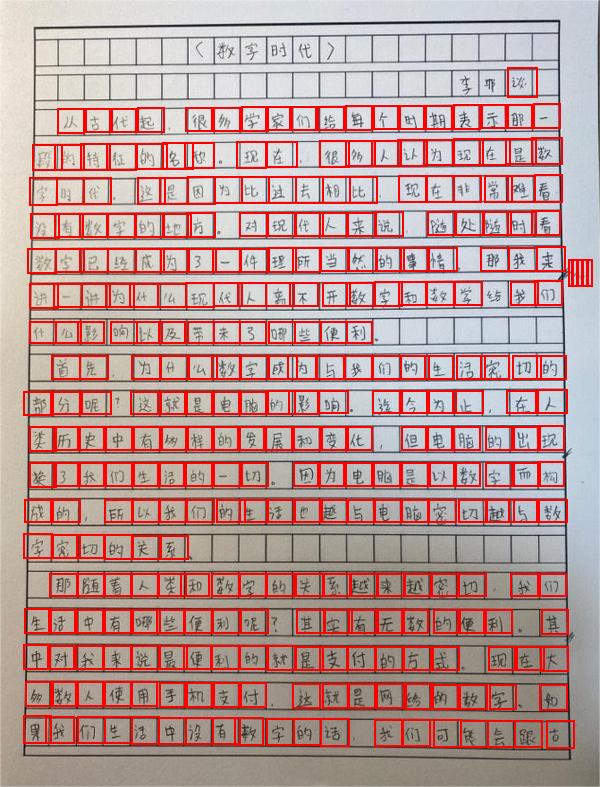 《数字时代》
李菲谈
从古代起，很多学家们给每个时期表示那一
段的特征的名称。现在，很多人认为现在是数
字时代。这是因为比过去相比，现在非常难看
没有数字的地方。对现代人来说，随处随时看
数字已经成为了一件理所当然的事情。那我来
讲一讲为什么现代人离不开数字和数学给我们
什么影响以及带来了哪些便利。
首先，为什么数字成为与我们的生活密切的
部分呢？这就是电脑的影响。迄今为止，在人
类历史中有多样的发展和变化，但电脑的出现
换了我们生活的一切。因为电脑是以数字而构
成的，所以我们的生活也越与电脑密切越与数
字密切的关系。
那随着人类和数字的关系越来越密切，我们
生活中有哪些便利呢？其实有无数的便利。其
中对我来说最便利的就是支付的方式。现在大
多数人使用手机支付，这就是网络的数字。如
果我们生活中没有数字的话，我们可能会跟古